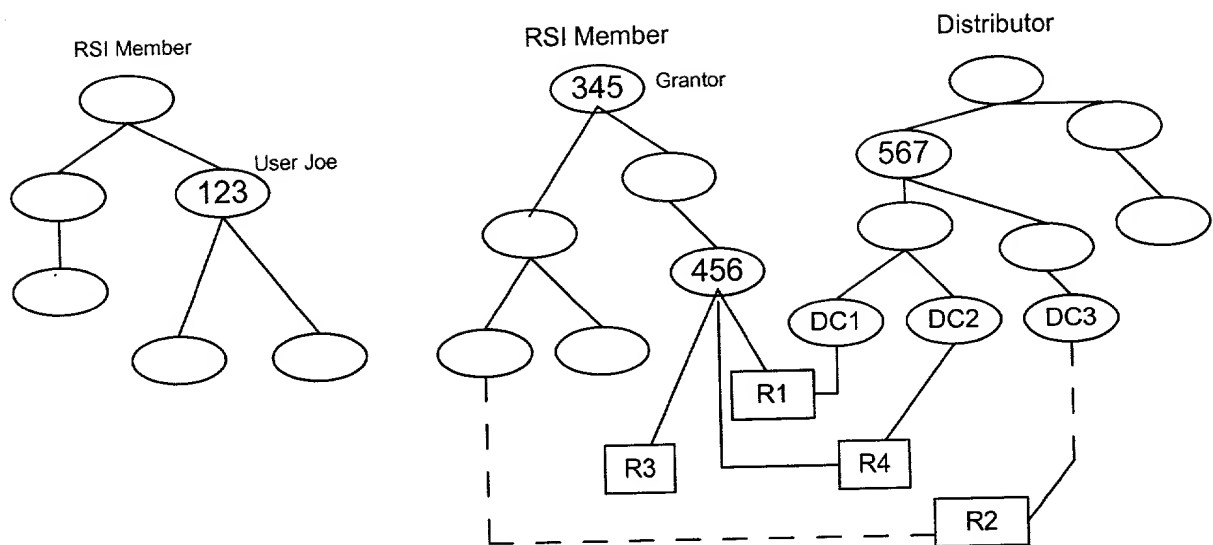 RSI Member
123
User Joe
RSI Member
345
Grantor
456
R3
R1
R4
R2
Distributor
567
DC1
DC2
DC3